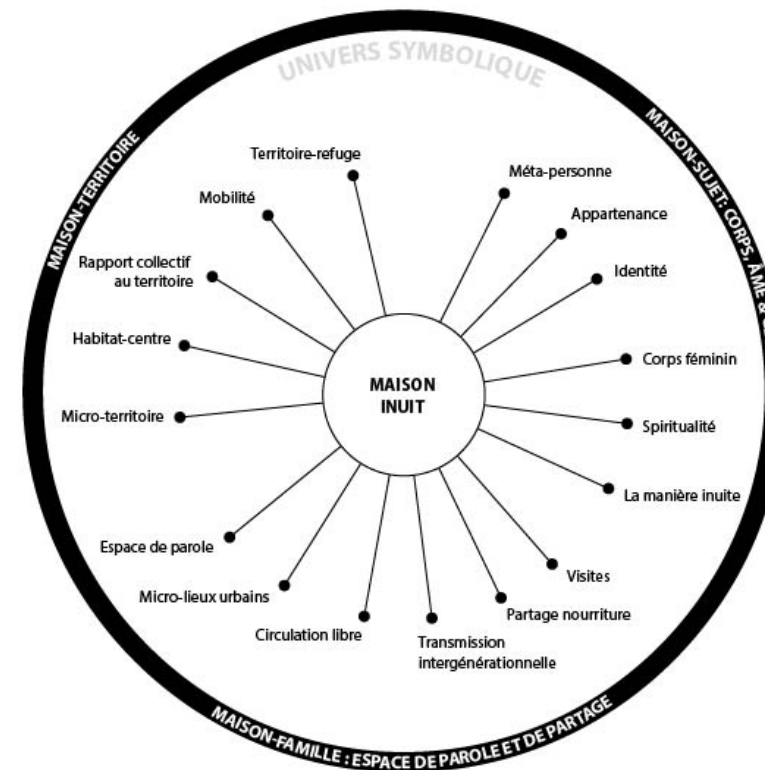 UNIVERS SYMBOLIQUE
MAISON-TERRITOIRE
MAISON-SUJET: CORPS, ÂME &
Territoire-refuge
Mobilité
Rapport collectif
au territoire
Habitat-centre
Micro-territoire
Méta-personne
Appartenance
Identité
Corps féminin
Spiritualité
La manière inuite
MAISON
INUIT
Espace de parole
Micro-lieux urbains
Circulation libre
Transmission
intergénérationnelle
Partage nourriture
Visites
MAISON-FAMILLE : ESPACE DE PAROLE ET DE PARTAGE